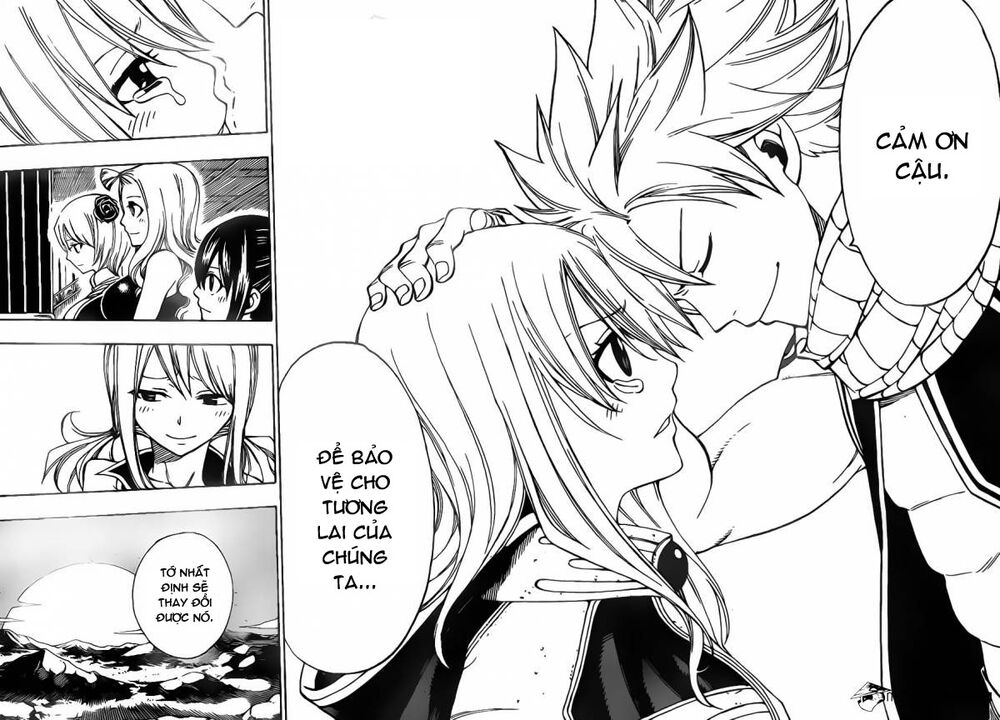 CẢM ƠN
CẬU.
ĐỂ BẢO
VỆ CHO
TƯƠNG
LAI CỦA
CHÚNG
TA...
TỚ NHẤT
ĐỊNH SẼ
THAY ĐỔI
ĐƯỢC NÓ.